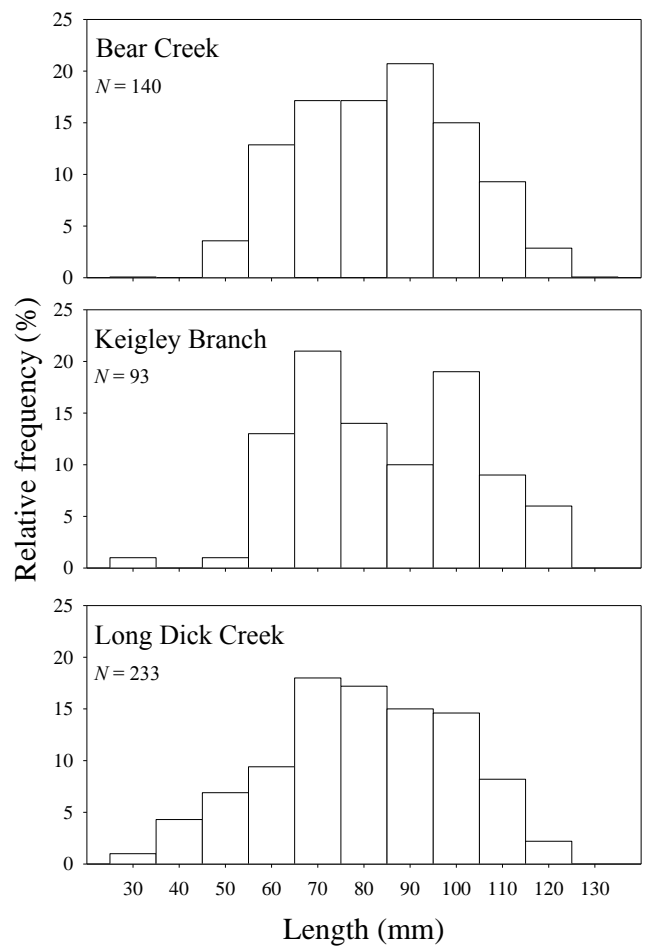 25
Bear Creek
20
N = 140
15
10
5
0
25
Keigley Branch
20
N = 93
15
10
5
0
Relative frequency (%)
25
Long Dick Creek
20
N = 233
15
10
5
0
30 40 50 60 70 80 90 100 110 120 130
Length (mm)